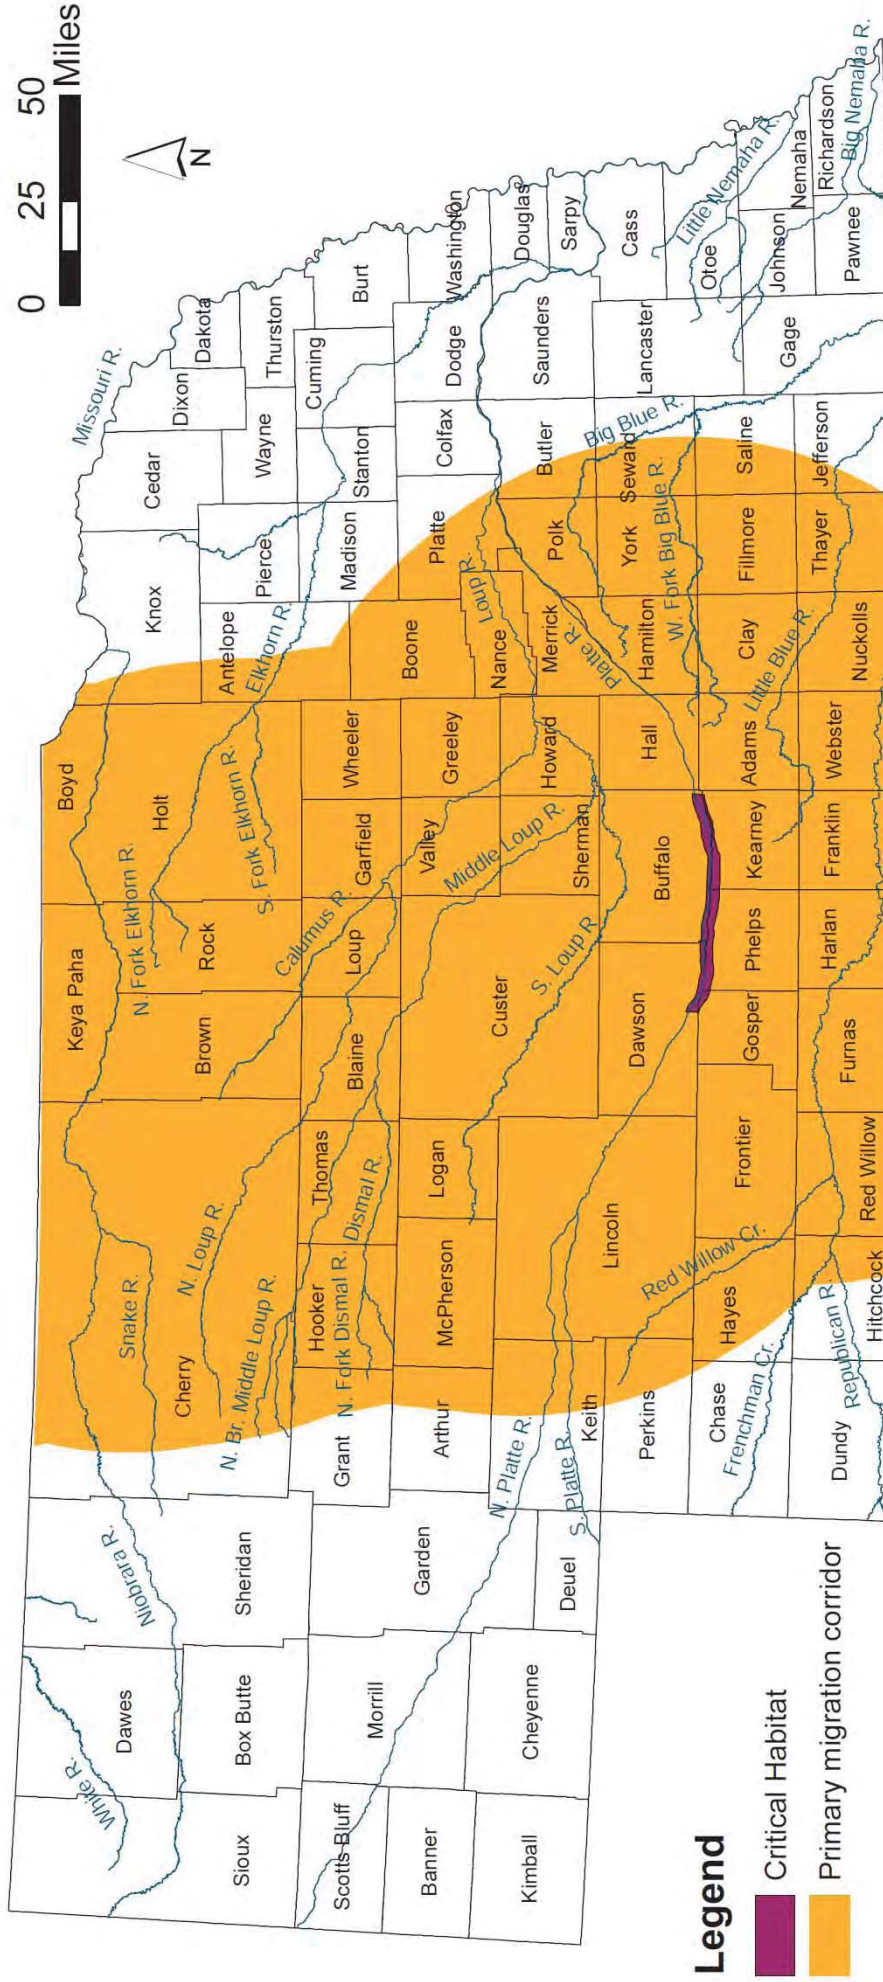 0 25 50
Miles
N
Missouri R.
White R.
Niobrara R.
Snake R.
N. Loup R.
N. Br. Middle Loup R.
N. Fork Dismal R.
Dismal R.
Calumus R.
N. Fork Elkhorn R.
S. Fork Elkhorn R.
Elkhorn R.
Middle Loup R.
S. Loup R
Loup R.
Platte R.
N. Platte R.
S. Platte R.
Red Willow Cr.
Frenchman Cr.
Republican R.
Little Blue R.
W. Fork Big Blue R.
Big Blue R.
Little Nemaha R.
Big Nemaha R.
Sioux
Dawes
Box Butte
Sheridan
Cherry
Keya Paha
Brown
Rock
Boyd
Holt
Knox
Antelope
Pierce
Cedar
Wayne
Dixon
Dakota
Thurston
Scotts Bluff
Banner
Kimball
Morrill
Cheyenne
Garden
Deuel
Grant
Hooker
Thomas
Blaine
Loup
Garfield
Wheeler
Boone
Madison
Stanton
Cuming
Burt
Arthur
McPherson
Logan
Custer
Valley
Greeley
Nance
Platte
Colfax
Dodge
Washington
Keith
Lincoln
Sherman
Howard
Merrick
Polk
Butler
Saunders
Douglas
Sarpy
Perkins
Dawson
Buffalo
Hall
Hamilton
York
Seward
Lancaster
Cass
Otoe
Chase
Hayes
Frontier
Gosper
Phelps
Kearney
Adams
Clay
Fillmore
Saline
Gage
Johnson
Nemaha
Dundy
Hitchcock
Red Willow
Furnas
Harlan
Franklin
Webster
Nuckolls
Thayer
Jefferson
Pawnee
Richardson
Legend
Critical Habitat
Primary migration corridor